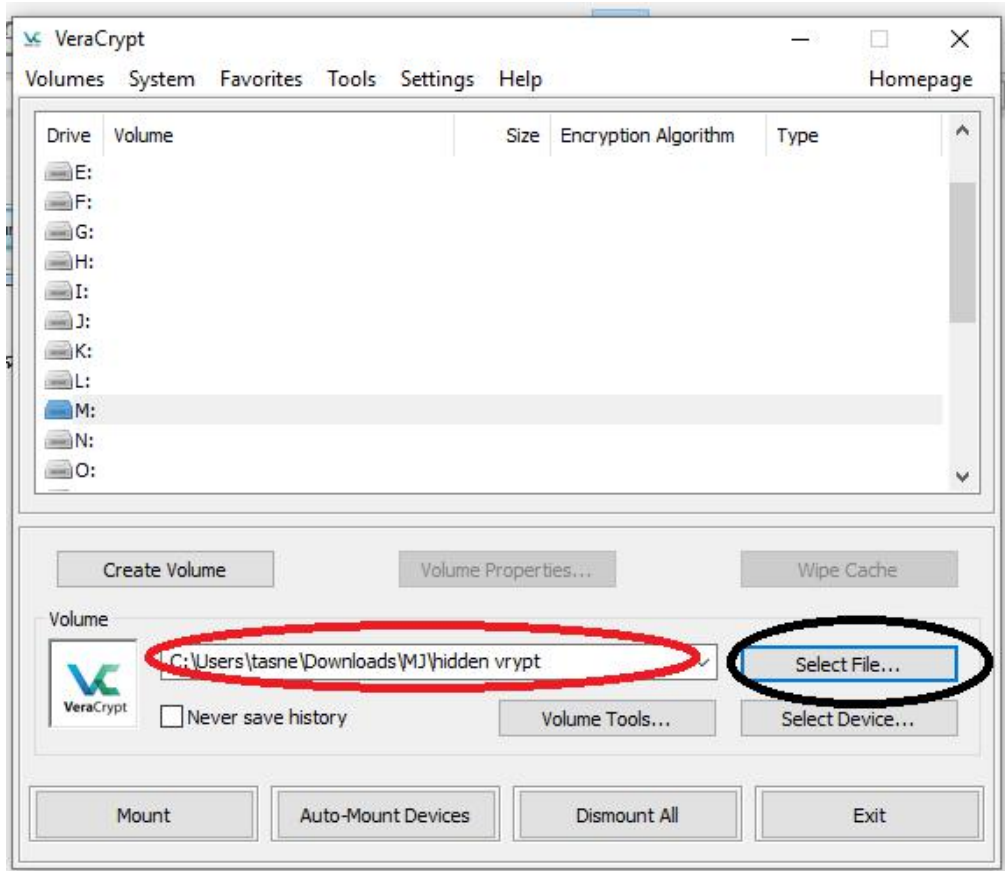 VeraCrypt
Volumes System Favorites Tools Settings Help Homepage
Drive Volume Size Encryption Algorithm Type
E:
F:
G:
H:
I:
J:
K:
L:
M:
N:
O:
Create Volume Volume Properties... Wipe Cache
Volume
C:\Users\tasne\Downloads\MJ\hidden vrypt Select File...
VeraCrypt
Never save history Volume Tools... Select Device...
Mount Auto-Mount Devices Dismount All Exit